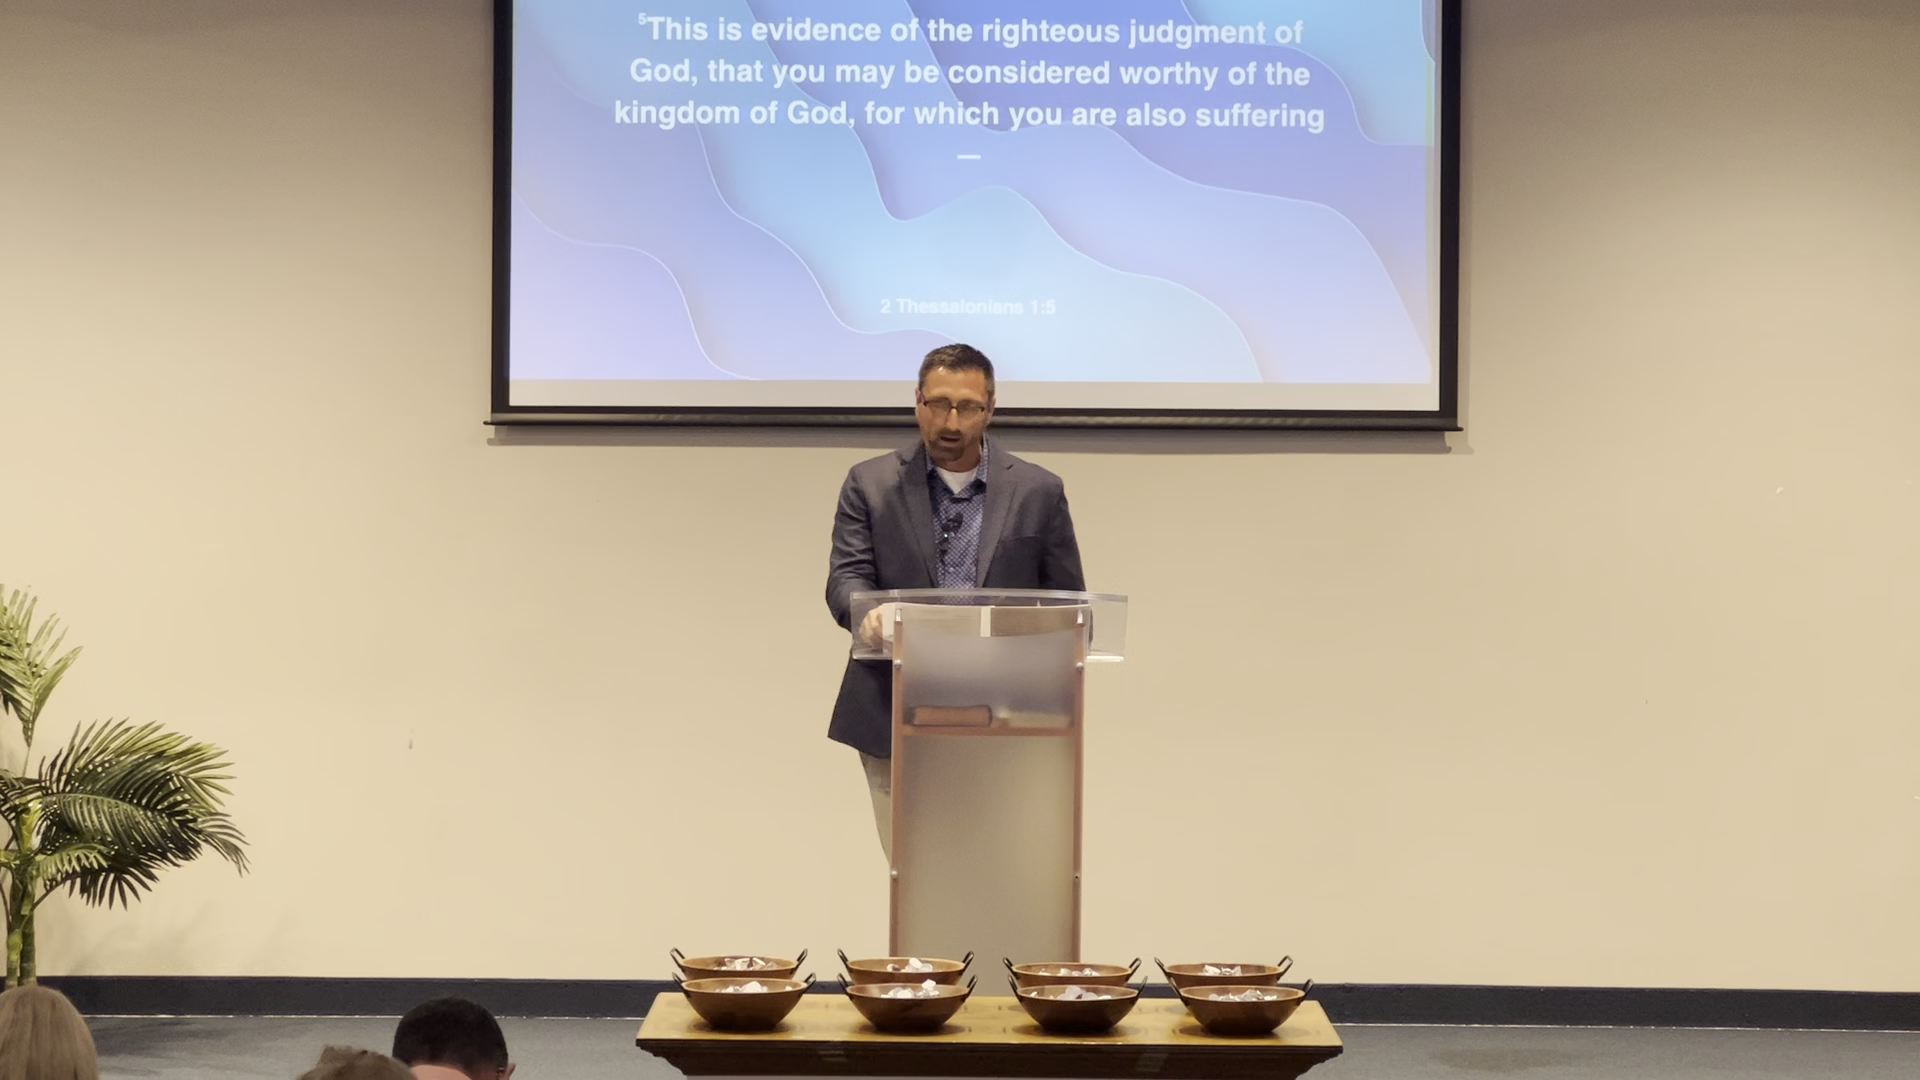 ⁵This is evidence of the righteous judgment of
God, that you may be considered worthy of the
kingdom of God, for which you are also suffering
—
2 Thessalonians 1:5